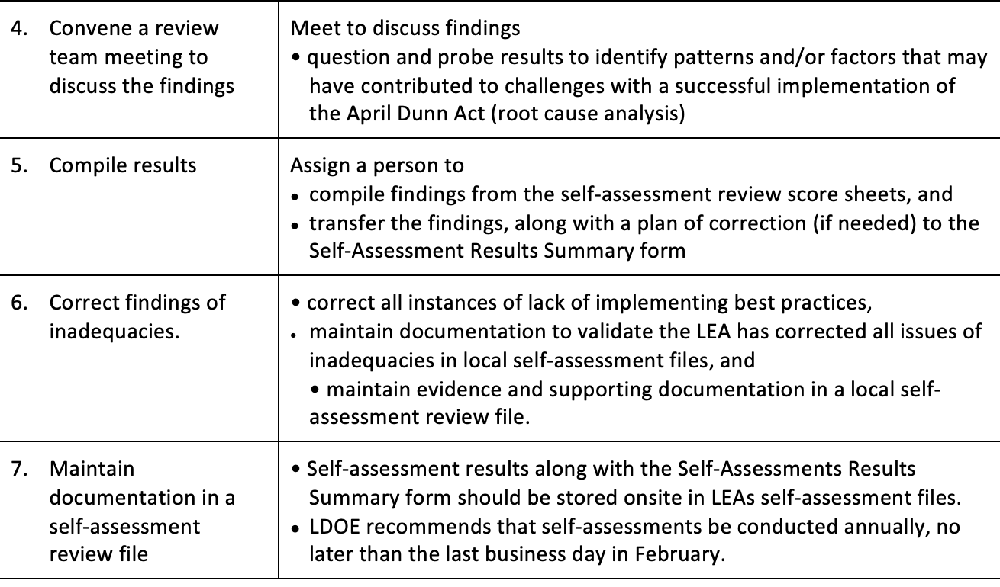 4. Convene a review
team meeting to
discuss the findings
Meet to discuss findings
• question and probe results to identify patterns and/or factors that may
have contributed to challenges with a successful implementation of
the April Dunn Act (root cause analysis)
5. Compile results
Assign a person to
• compile findings from the self-assessment review score sheets, and
• transfer the findings, along with a plan of correction (if needed) to the
Self-Assessment Results Summary form
6. Correct findings of
inadequacies.
• correct all instances of lack of implementing best practices,
• maintain documentation to validate the LEA has corrected all issues of
inadequacies in local self-assessment files, and
• maintain evidence and supporting documentation in a local self-
assessment review file.
7. Maintain
documentation in a
self-assessment
review file
• Self-assessment results along with the Self-Assessments Results
Summary form should be stored onsite in LEAs self-assessment files.
• LDOE recommends that self-assessments be conducted annually, no
later than the last business day in February.